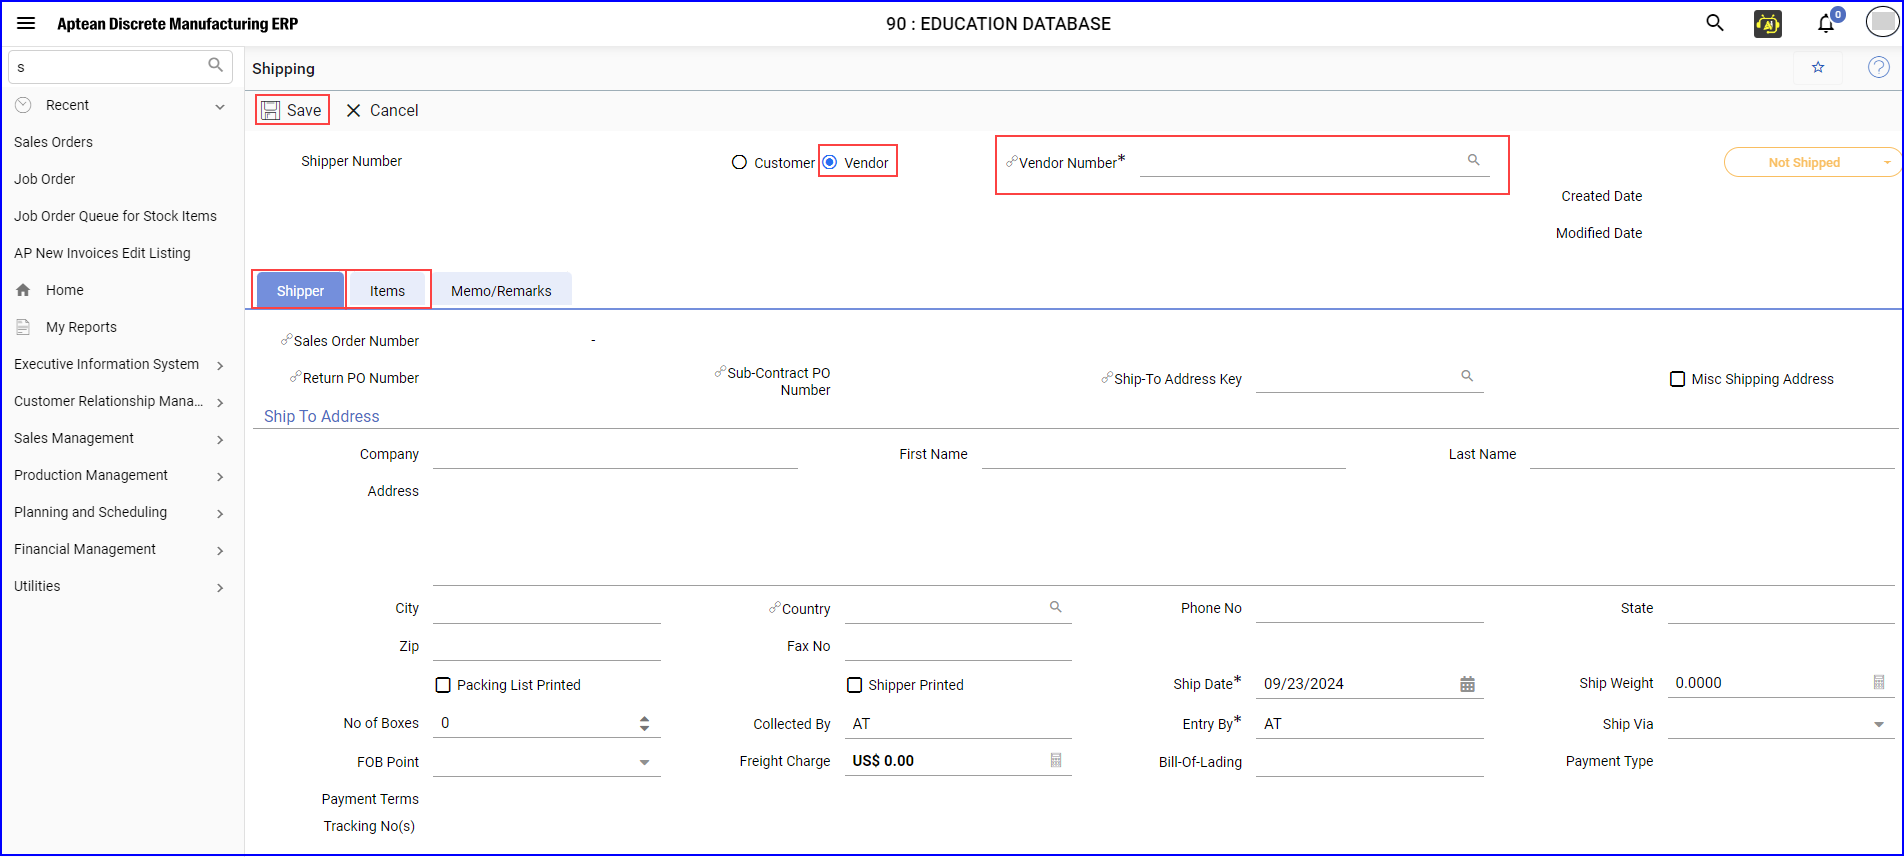 Aptean Discrete Manufacturing ERP
90 : EDUCATION DATABASE
AI
0
s
Shipping
?
Recent
Save
Cancel
Sales Orders
Shipper Number
Customer
Vendor
Vendor Number*
Not Shipped
Job Order
Created Date
Job Order Queue for Stock Items
Modified Date
AP New Invoices Edit Listing
Home
Shipper
Items
Memo/Remarks
My Reports
Sales Order Number
-
Executive Information System
Return PO Number
Sub-Contract PO
Number
Ship-To Address Key
Misc Shipping Address
Customer Relationship Mana...
Ship To Address
Sales Management
Company
First Name
Last Name
Production Management
Address
Planning and Scheduling
Financial Management
Utilities
City
Country
Phone No
State
Zip
Fax No
Packing List Printed
Shipper Printed
Ship Date* 09/23/2024
Ship Weight 0.0000
No of Boxes 0
Collected By AT
Entry By* AT
Ship Via
FOB Point
Freight Charge US$ 0.00
Bill-Of-Lading
Payment Type
Payment Terms
Tracking No(s)